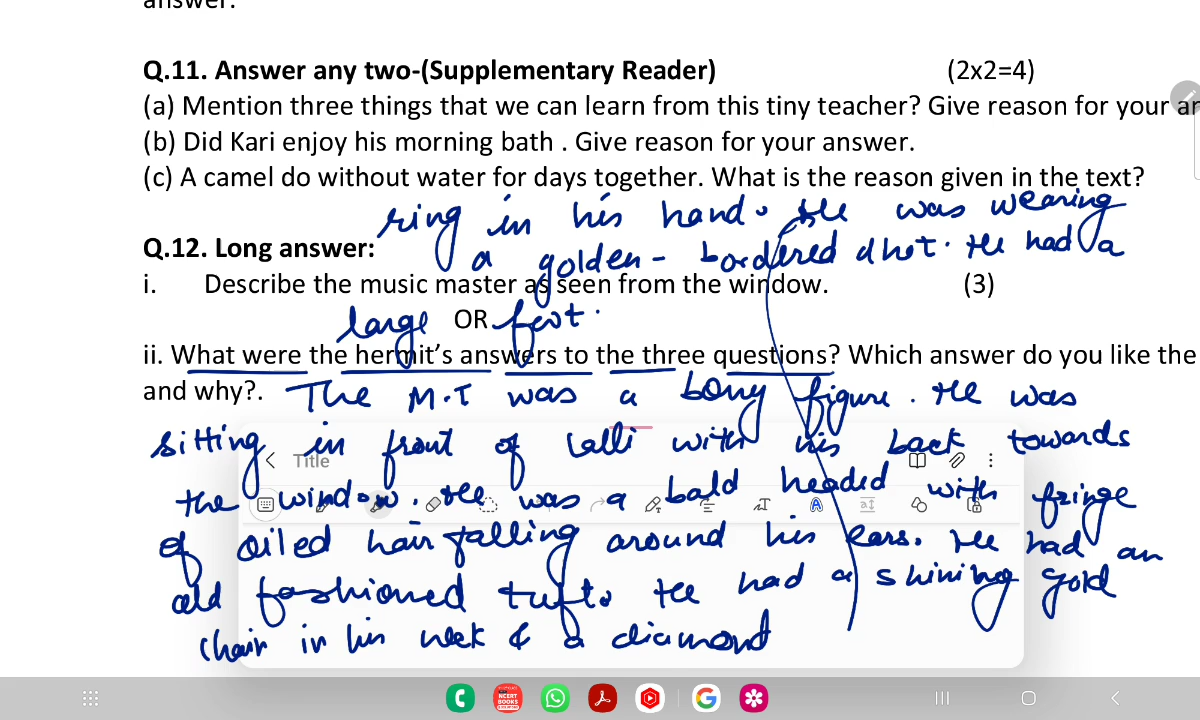 answer.
Q.11. Answer any two-(Supplementary Reader) (2x2=4)
(a) Mention three things that we can learn from this tiny teacher? Give reason for your an
(b) Did Kari enjoy his morning bath . Give reason for your answer.
(c) A camel do without water for days together. What is the reason given in the text?
ring in his hand. He was wearing
Q.12. Long answer:
a golden - bordered dhot. He had a
i. Describe the music master as seen from the window. (3)
large foot.
OR
ii. What were the hermit's answers to the three questions? Which answer do you like the
and why?.
The M.T was a bony figure. He was
sitting in front of Lalli with his back towards
Title
the window. He was a bald headed with fringe
of oiled hair falling around his ears. He had an
old fashioned tuft. He had a shining gold
chain in his neck & a diamond
NCERT
BOOKS